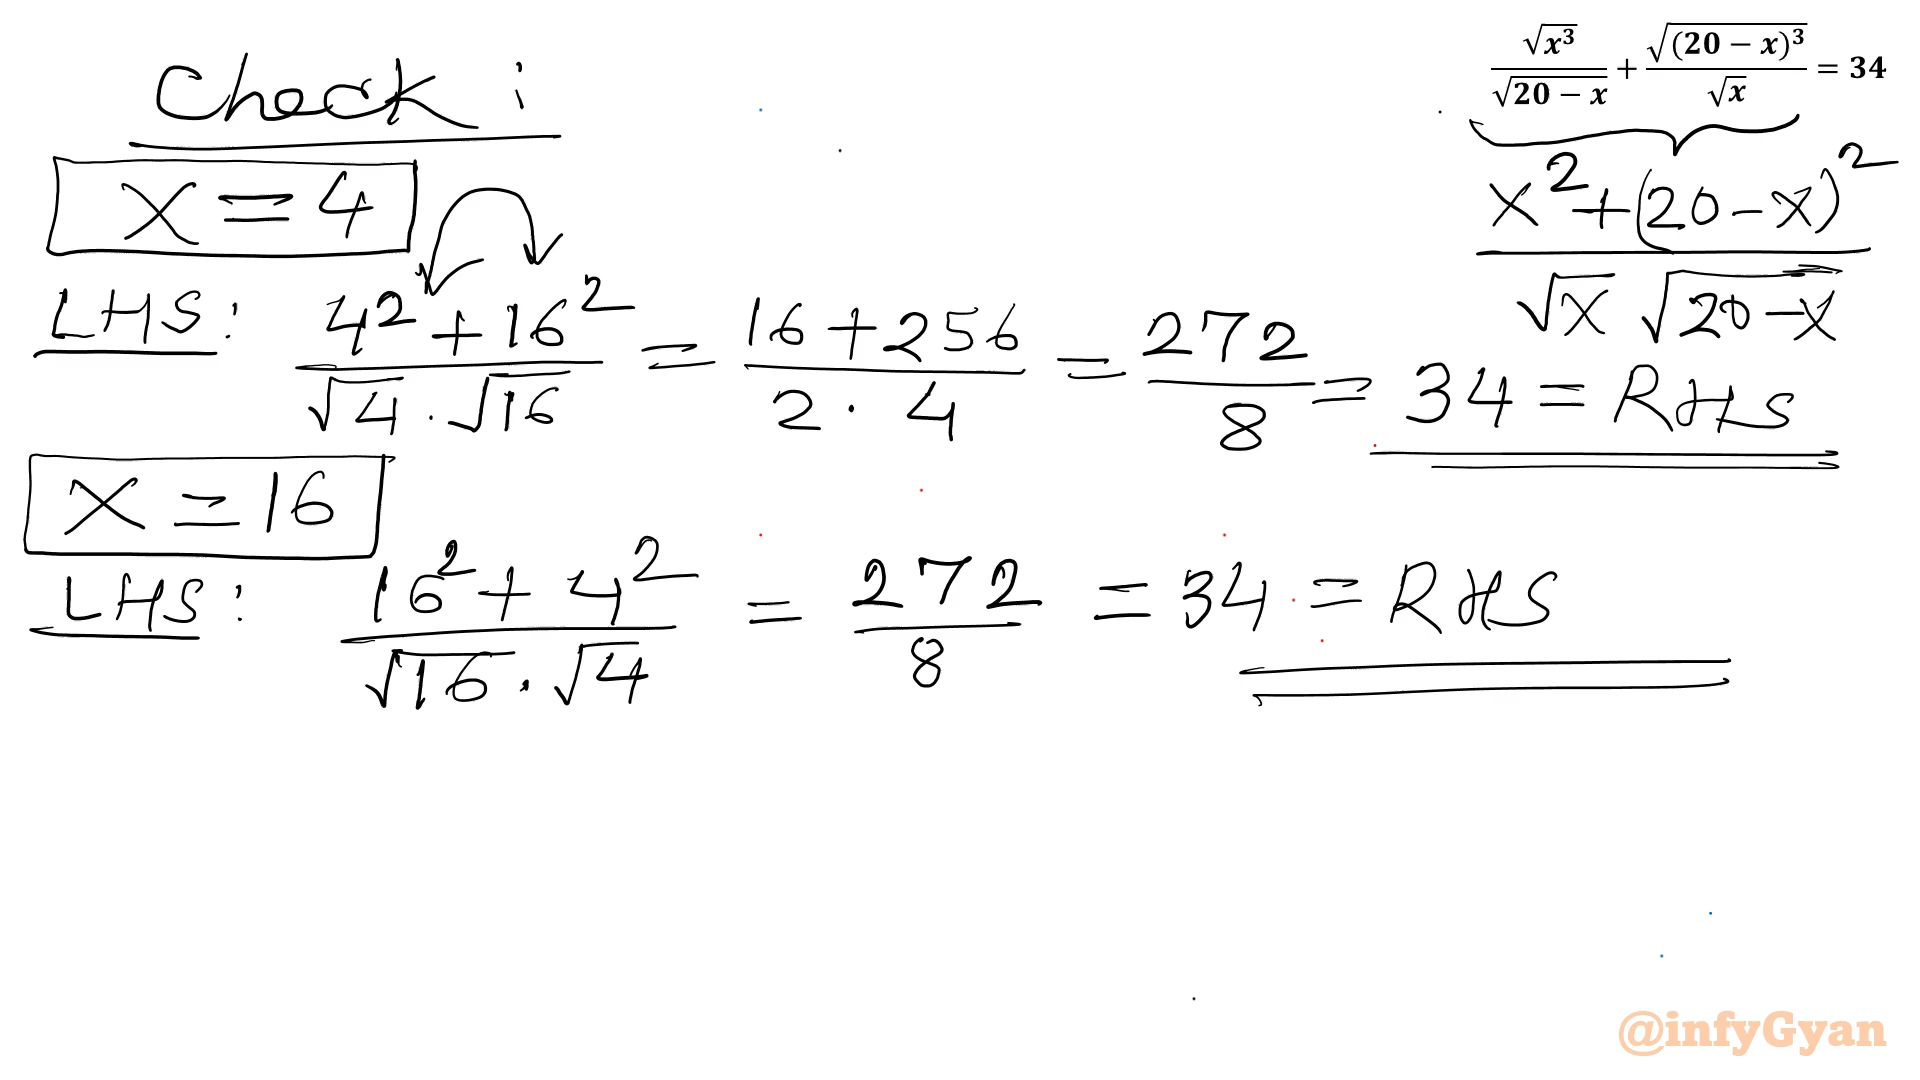 Check :
√x³/√20 − x + √(20 − x)³/√x = 34
x = 4
x² + (20 - x)²/√x √20 - x
LHS : 4² + 16²/√4 . √16 = 16 + 256/2 . 4 = 272/8 = 34 = RHS
x = 16
LHS : 16² + 4²/√16 . √4 = 272/8 = 34 = RHS
@infyGyan